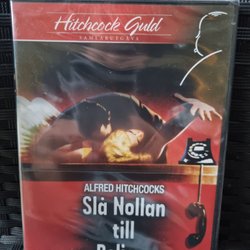 Hitchcock Guld
SAMLARUTGÅVA
ALFRED HITCHCOCKS
Slå Nollan
till